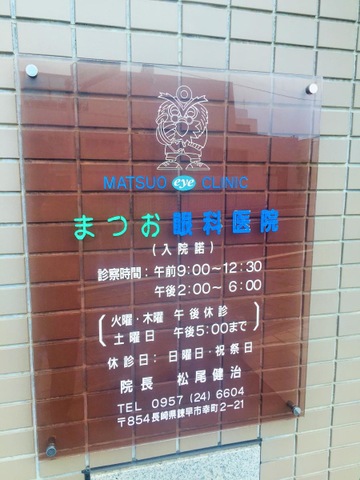 MATSUO eye CLINIC
まつお眼科医院
(入院諾)
診察時間：午前9:00～12:30
午後2:00～ 6:00
火曜・木曜 午後休診
土曜日 午後5:00まで
休診日：日曜日・祝祭日
院長 松尾健治
TEL 0957 (24) 6604
〒854長崎県諫早市幸町2-21